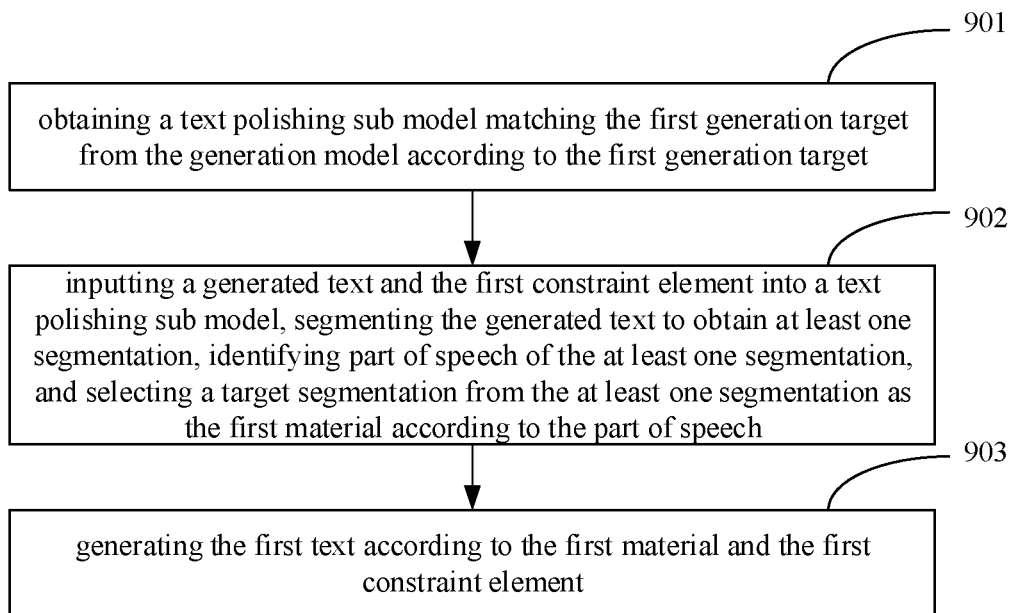 901
obtaining a text polishing sub model matching the first generation target
from the generation model according to the first generation target
902
inputting a generated text and the first constraint element into a text
polishing sub model, segmenting the generated text to obtain at least one
segmentation, identifying part of speech of the at least one segmentation,
and selecting a target segmentation from the at least one segmentation as
the first material according to the part of speech
903
generating the first text according to the first material and the first
constraint element